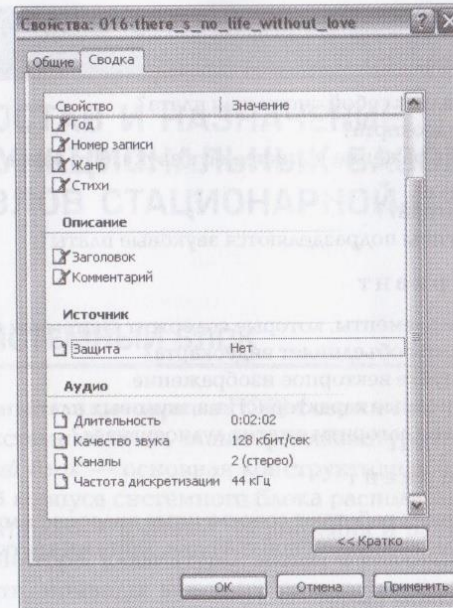 Свойства: 016-there_s_no_life_without_love
Общие Сводка
Свойство Значение
Год
Номер записи
Жанр
Стихи
Описание
Заголовок
Комментарий
Источник
Защита Нет
Аудио
Длительность 0:02:02
Качество звука 128 кбит/сек
Каналы 2 (стерео)
Частота дискретизации 44 кГц
<< Кратко
ОК Отмена Применить